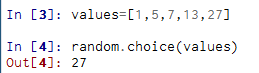 In [3]: values=[1,5,7,13,27]
In [4]: random.choice(values)
Out[4]: 27